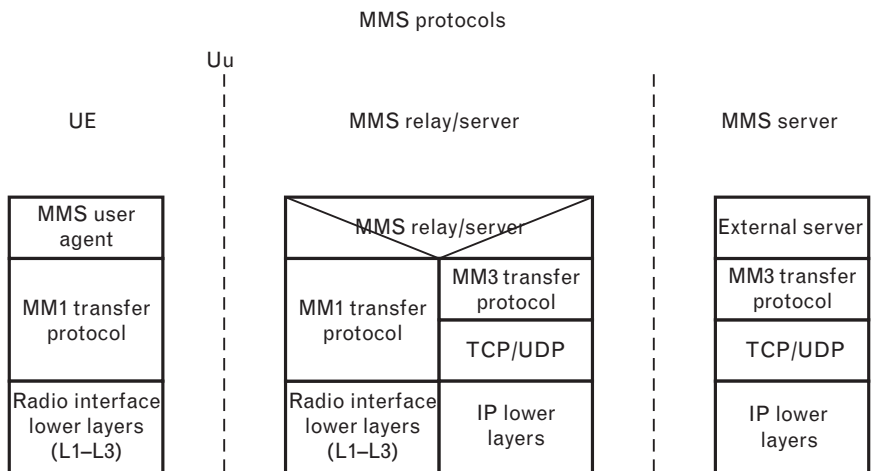 MMS protocols
Uu
UE
MMS relay/server
MMS server
MMS user
agent
MM1 transfer
protocol
Radio interface
lower layers
(L1–L3)
MMS relay/server
MM1 transfer
protocol
MM3 transfer
protocol
TCP/UDP
Radio interface
lower layers
(L1–L3)
IP lower
layers
External server
MM3 transfer
protocol
TCP/UDP
IP lower
layers